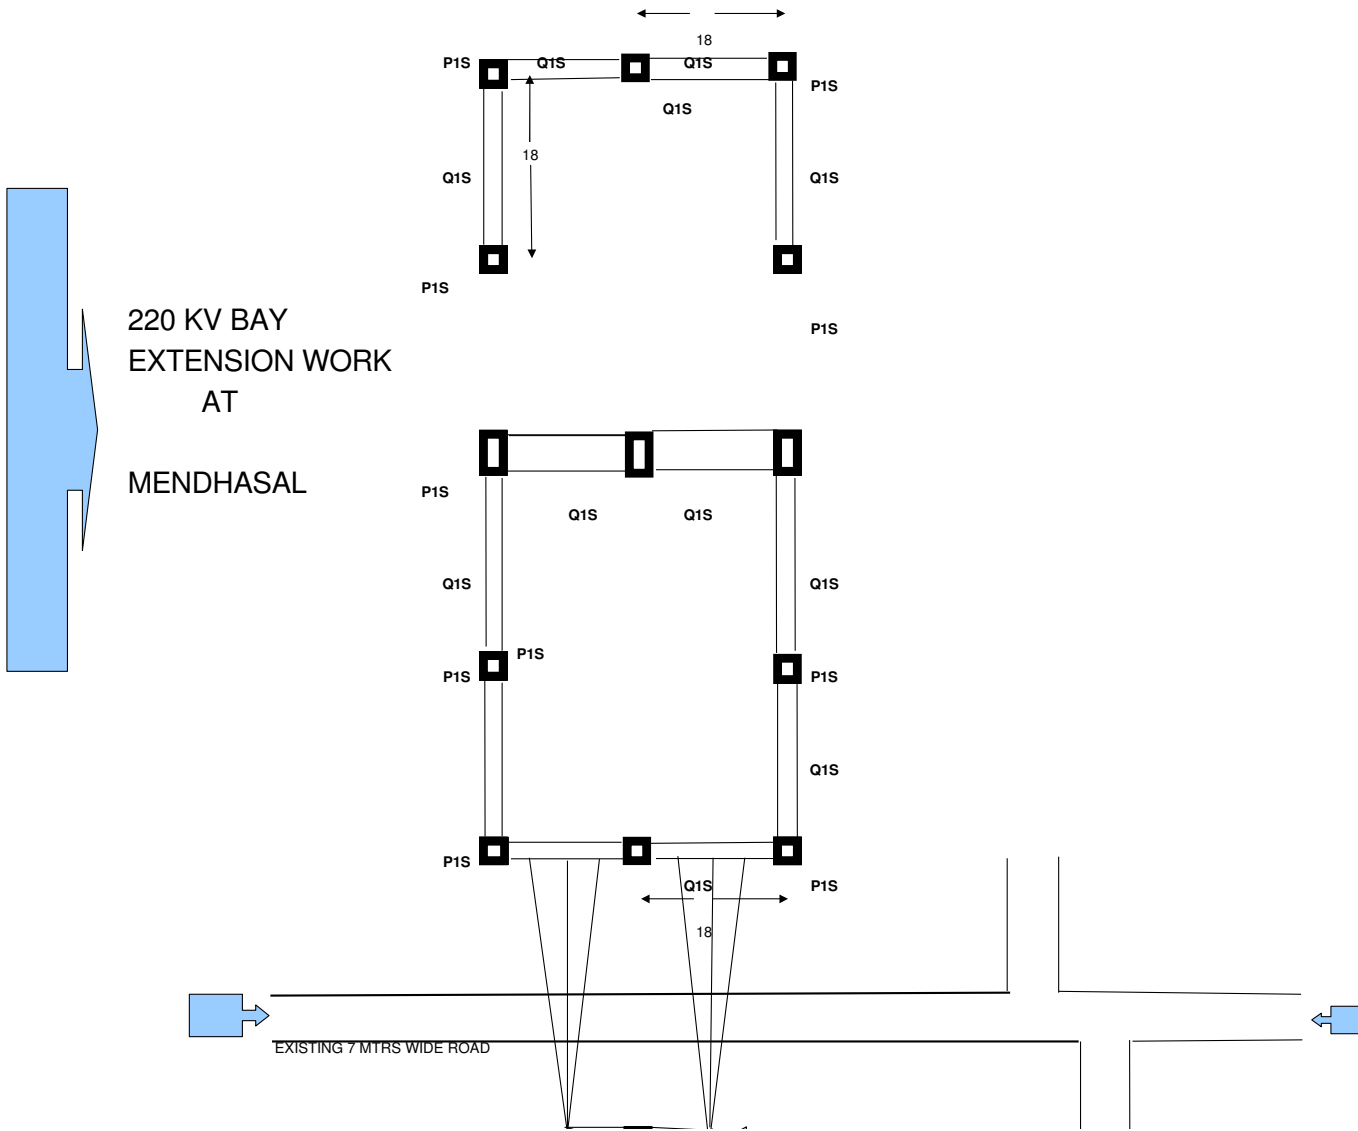 18
P1S
Q1S
Q1S
P1S
Q1S
18
Q1S
Q1S
P1S
220 KV BAY
EXTENSION WORK
AT
MENDHASAL
P1S
P1S
Q1S
Q1S
Q1S
Q1S
P1S
P1S
P1S
Q1S
P1S
Q1S
P1S
18
EXISTING 7 MTRS WIDE ROAD